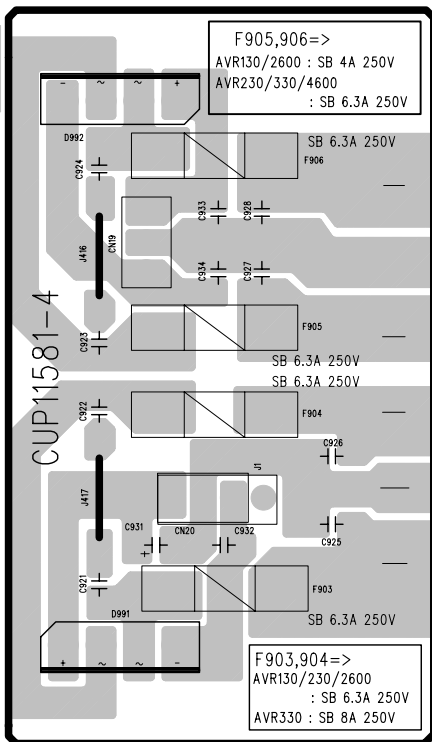 F905,906=>
AVR130/2600 : SB 4A 250V
AVR230/330/4600
: SB 6.3A 250V
- ~ ~ +
D992
SB 6.3A 250V
C924
F906
C933
C928
J416
CN19
C934
C927
CUP11581-4
F905
C923
SB 6.3A 250V
SB 6.3A 250V
C922
F904
C926
J1
J417
C931
CN20
C932
C925
+
C921
F903
D991
SB 6.3A 250V
+ ~ ~ -
F903,904=>
AVR130/230/2600
: SB 6.3A 250V
AVR330 : SB 8A 250V